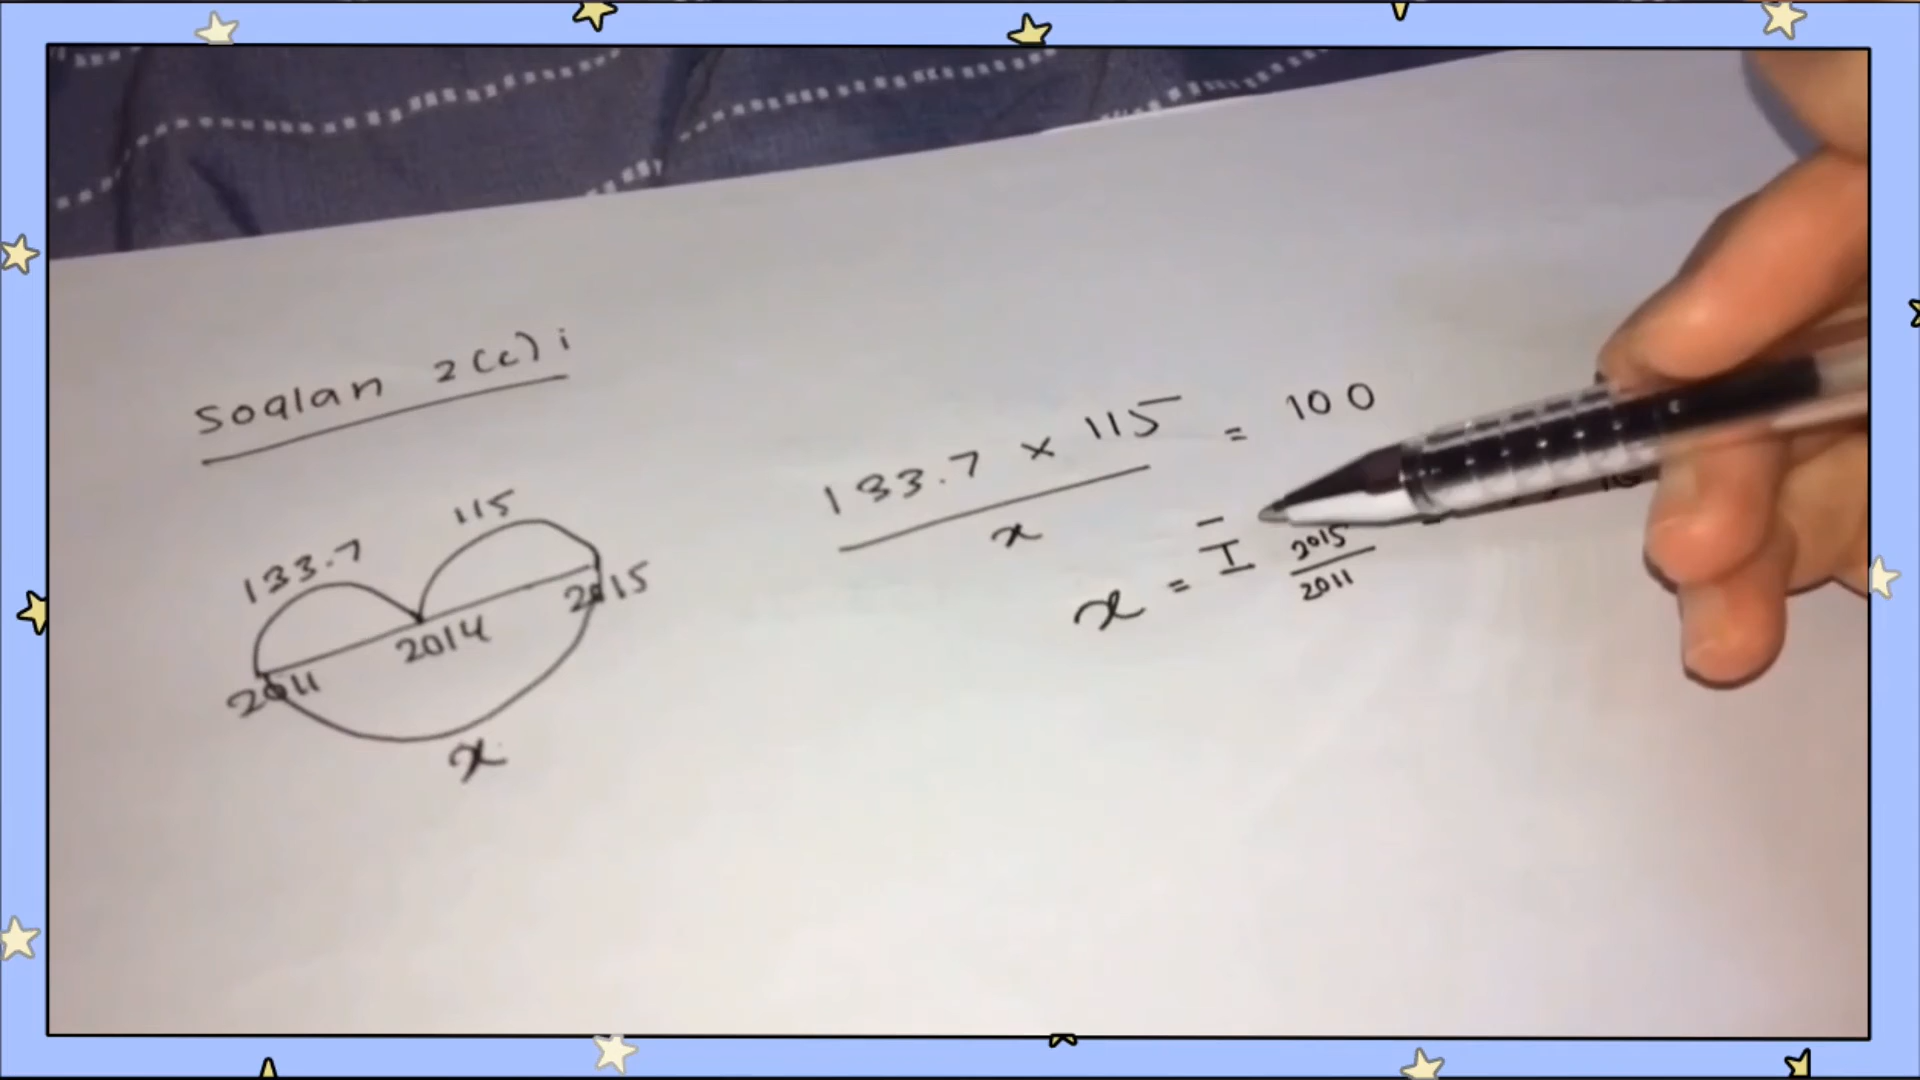 Soalan 2(c) i
133.7 115
2011 2014 2015
x
133.7 × 115 = 100
x
x = Ī 2015
2011